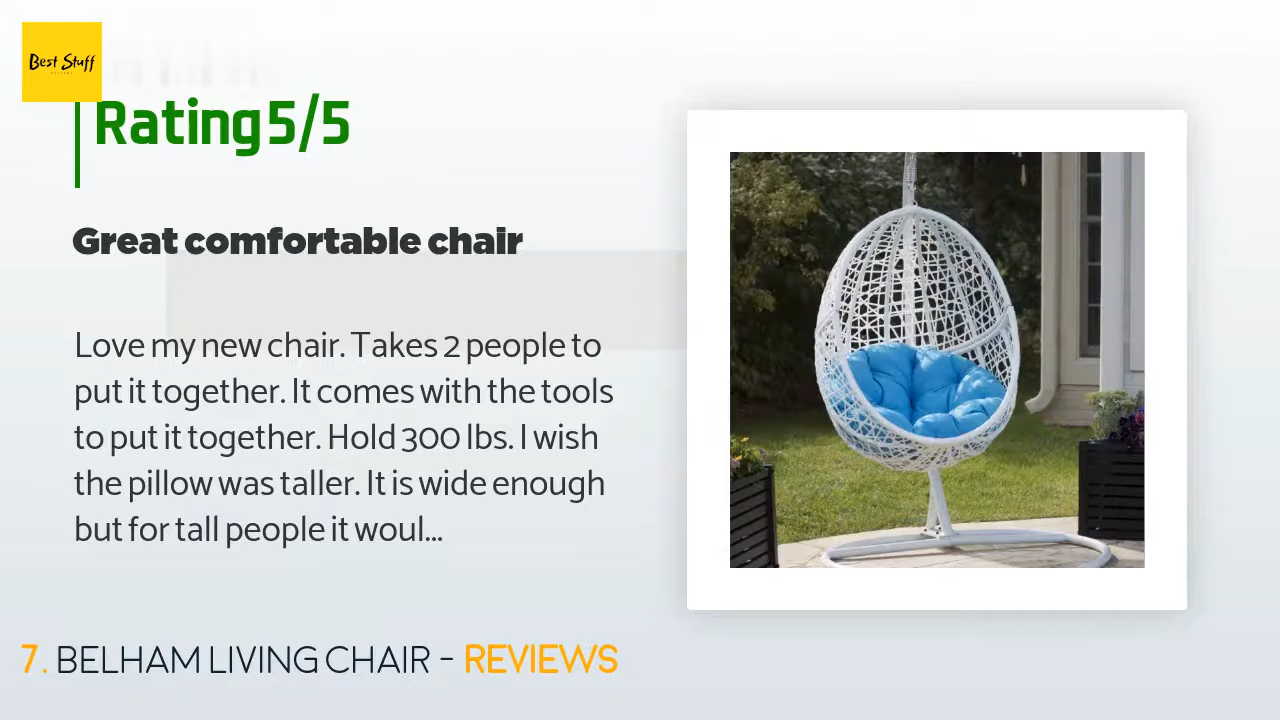 Best Stuff
Rating 5/5
Great comfortable chair
Love my new chair. Takes 2 people to
put it together. It comes with the tools
to put it together. Hold 300 lbs. I wish
the pillow was taller. It is wide enough
but for tall people it woul...
7. BELHAM LIVING CHAIR - REVIEWS